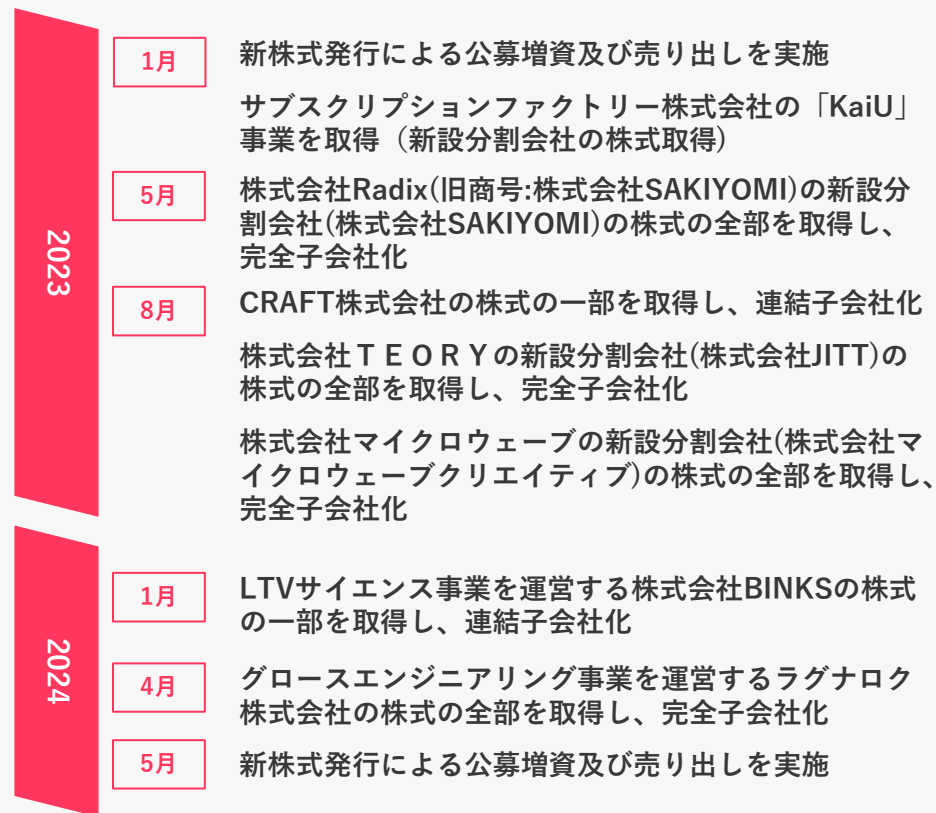 2023
1月
新株式発行による公募増資及び売り出しを実施
サブスクリプションファクトリー株式会社の「KaiU」
事業を取得（新設分割会社の株式取得)
5月
株式会社Radix(旧商号:株式会社SAKIYOMI)の新設分
割会社(株式会社SAKIYOMI)の株式の全部を取得し、
完全子会社化
8月
CRAFT株式会社の株式の一部を取得し、連結子会社化
株式会社ＴＥＯＲＹの新設分割会社(株式会社JITT)の
株式の全部を取得し、完全子会社化
株式会社マイクロウェーブの新設分割会社(株式会社マ
イクロウェーブクリエイティブ)の株式の全部を取得し、
完全子会社化
2024
1月
LTVサイエンス事業を運営する株式会社BINKSの株式
の一部を取得し、連結子会社化
4月
グロースエンジニアリング事業を運営するラグナロク
株式会社の株式の全部を取得し、完全子会社化
5月
新株式発行による公募増資及び売り出しを実施